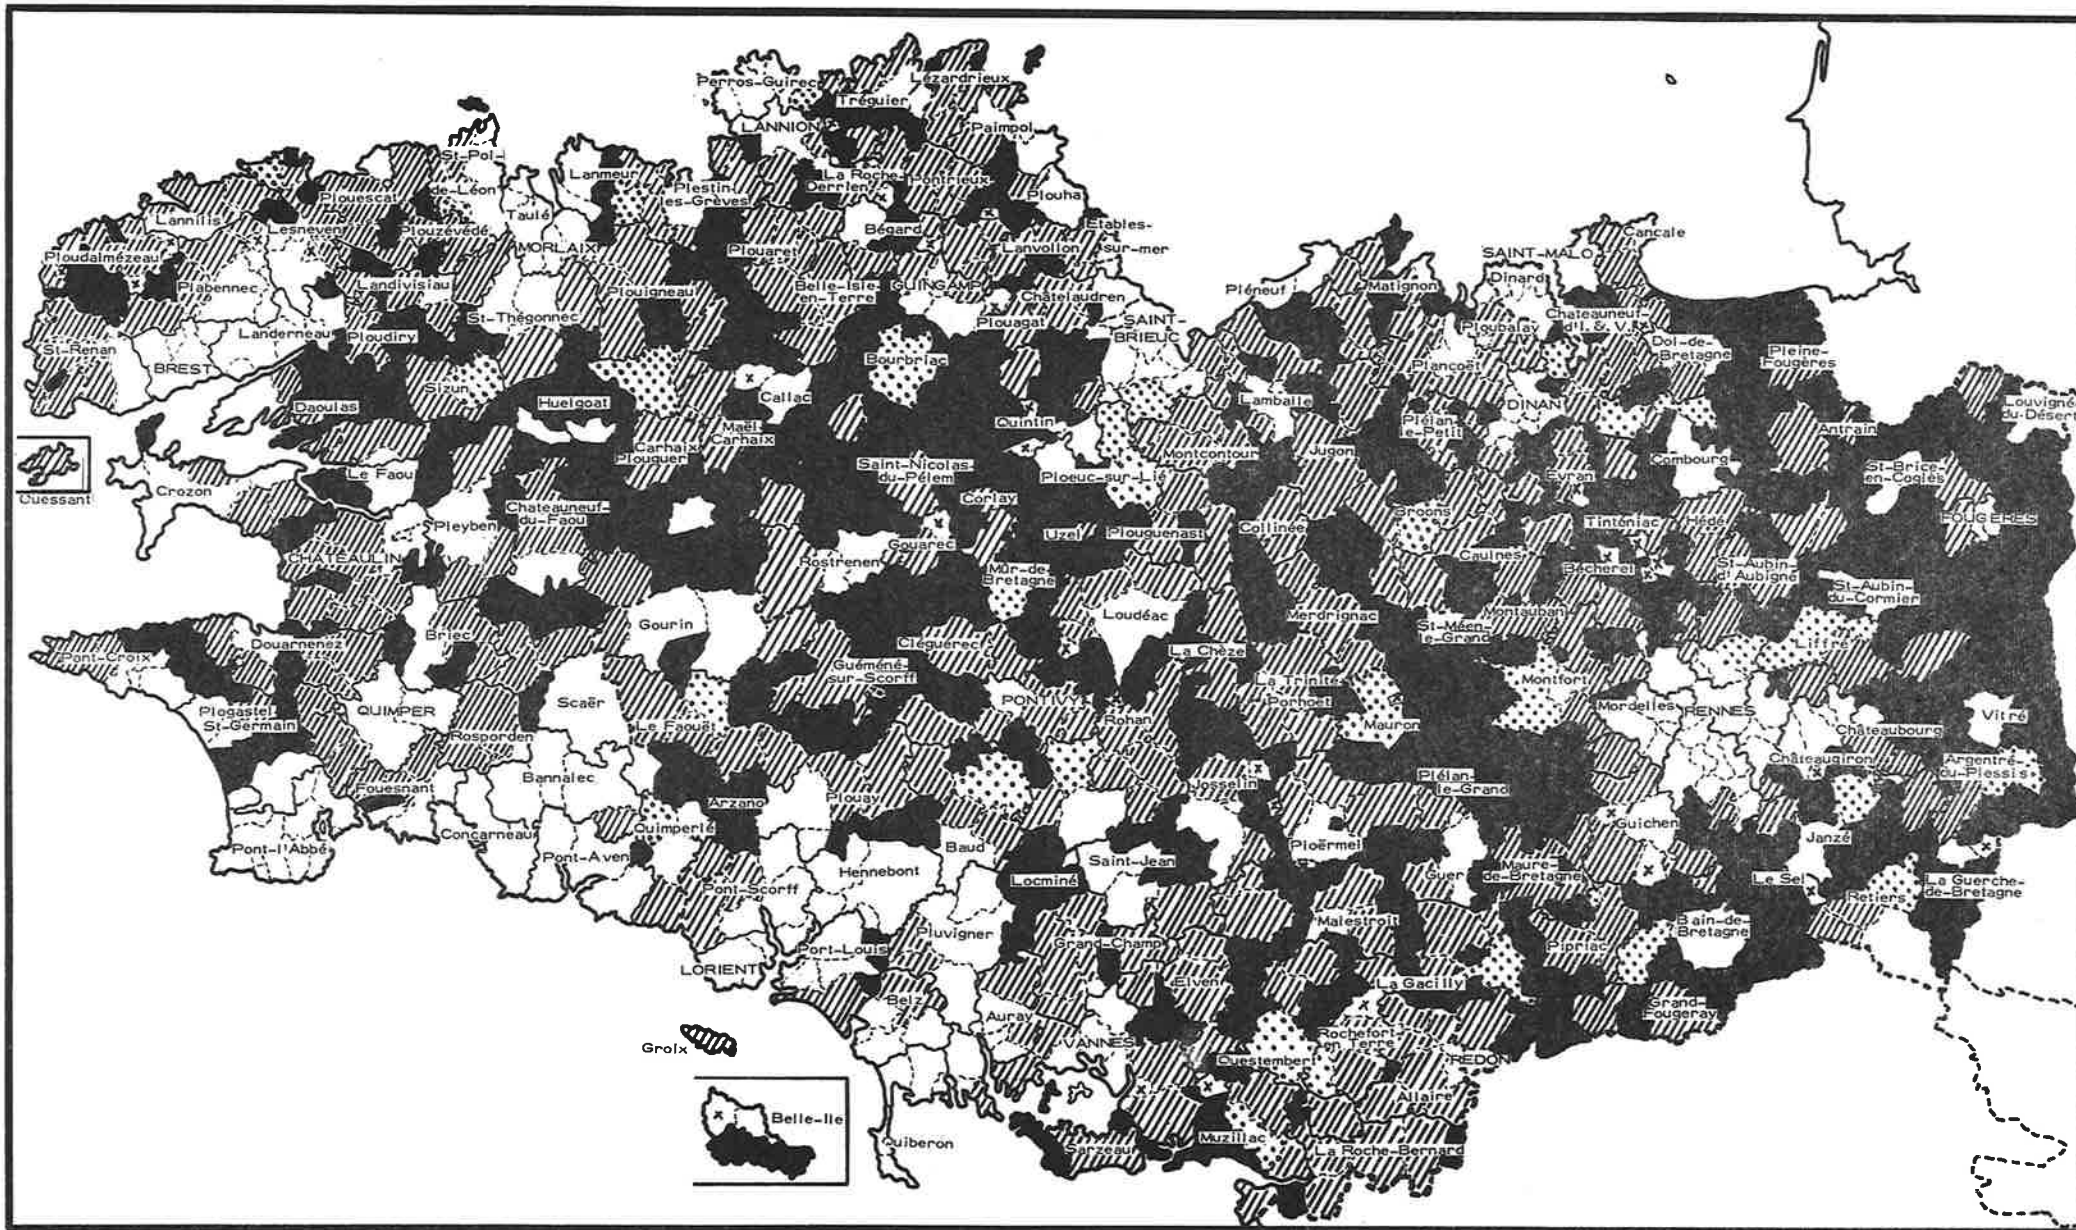 Perros-Guirec
Lézardrieux
Tréguier
LANNION
Paimpol
St-Pol-
de-Léon
Lanmeur
La Roche-
Derrien
Pontrieux
Plestin-
les-Grèves
Plouescat
Plouha
Taulé
Lannilis
Lesneven
Plouzévédé
Bégard
Etables-
sur-mer
Cancale
MORLAIX
Plouaret
Lanvollon
SAINT-MALO
Ploudalmézeau
Dinard
Plabennec
Landivisiau
Plouigneau
Belle-Isle-
en-Terre
GUINGAMP
Châtelaudren
Pléneuf
Matignon
St-Thégonnec
Plouagat
SAINT-
BRIEUC
Chateauneuf-
d'I. & V.
Ploubalay
Landerneau
Ploudiry
Dol-de-
Bretagne
Pleine-
Fougères
St-Renan
BREST
Bourbriac
Plancoët
Sizun
Huelgoat
Callac
Lamballe
DINAN
Louvigné
du-Désert
Daoulas
Quintin
Plélan-
le-Petit
Antrain
Maël-
Carhaix
Carhaix
Plouguer
Montcontour
Jugon
Combourg
Le Faou
Saint-Nicolas-
du-Pélem
Ploeuc-sur-Lié
Evran
St-Brice-
en-Coglès
Crozon
Ouessant
Corlay
Chateauneuf-
du-Faou
Pleyben
Broons
Tinténiac
Hédé
FOUGERES
Gouarec
Uzel
Plouguenast
Collinée
CHATEAULIN
Rostrenen
Mûr-de-
Bretagne
Caulnes
Bécherel
St-Aubin-
d'Aubigné
St-Aubin-
du-Cormier
Loudéac
Merdrignac
Montauban
Gourin
St-Méen-
le-Grand
Briec
Douarnenez
Cléguerec
Liffré
Pont-Croix
La Chèze
Guéméné-
sur-Scorff
La Trinité
Porhoet
Montfort
Scaër
PONTIVY
QUIMPER
Mordelles
RENNES
Vitré
Plogastel
St-Germain
Le Faouët
Rohan
Mauron
Châteaubourg
Rosporden
Châteaugiron
Argentré-
du-Plessis
Bannalec
Fouesnant
Josselin
Plélan-
le-Grand
Arzano
Plouay
Guichen
Quimperlé
Concarneau
Janzé
Pont-l'Abbé
Pont-Aven
Baud
Ploërmel
Saint-Jean
Hennebont
Maure-
de-Bretagne
Guer
Locminé
Le Sel
La Guerche-
de-Bretagne
Pont-Scorff
Retiers
Malestroit
Bain-de-
Bretagne
Pluvigner
Grand-Champ
Pipriac
Port-Louis
LORIENT
Elven
La Gacilly
Belz
Grand-
Fougeray
Auray
Rochefort
en Terre
VANNES
Groix
Questembert
REDON
Allaire
Belle-Ile
Quiberon
Muzillac
Sarzeau
La Roche-Bernard